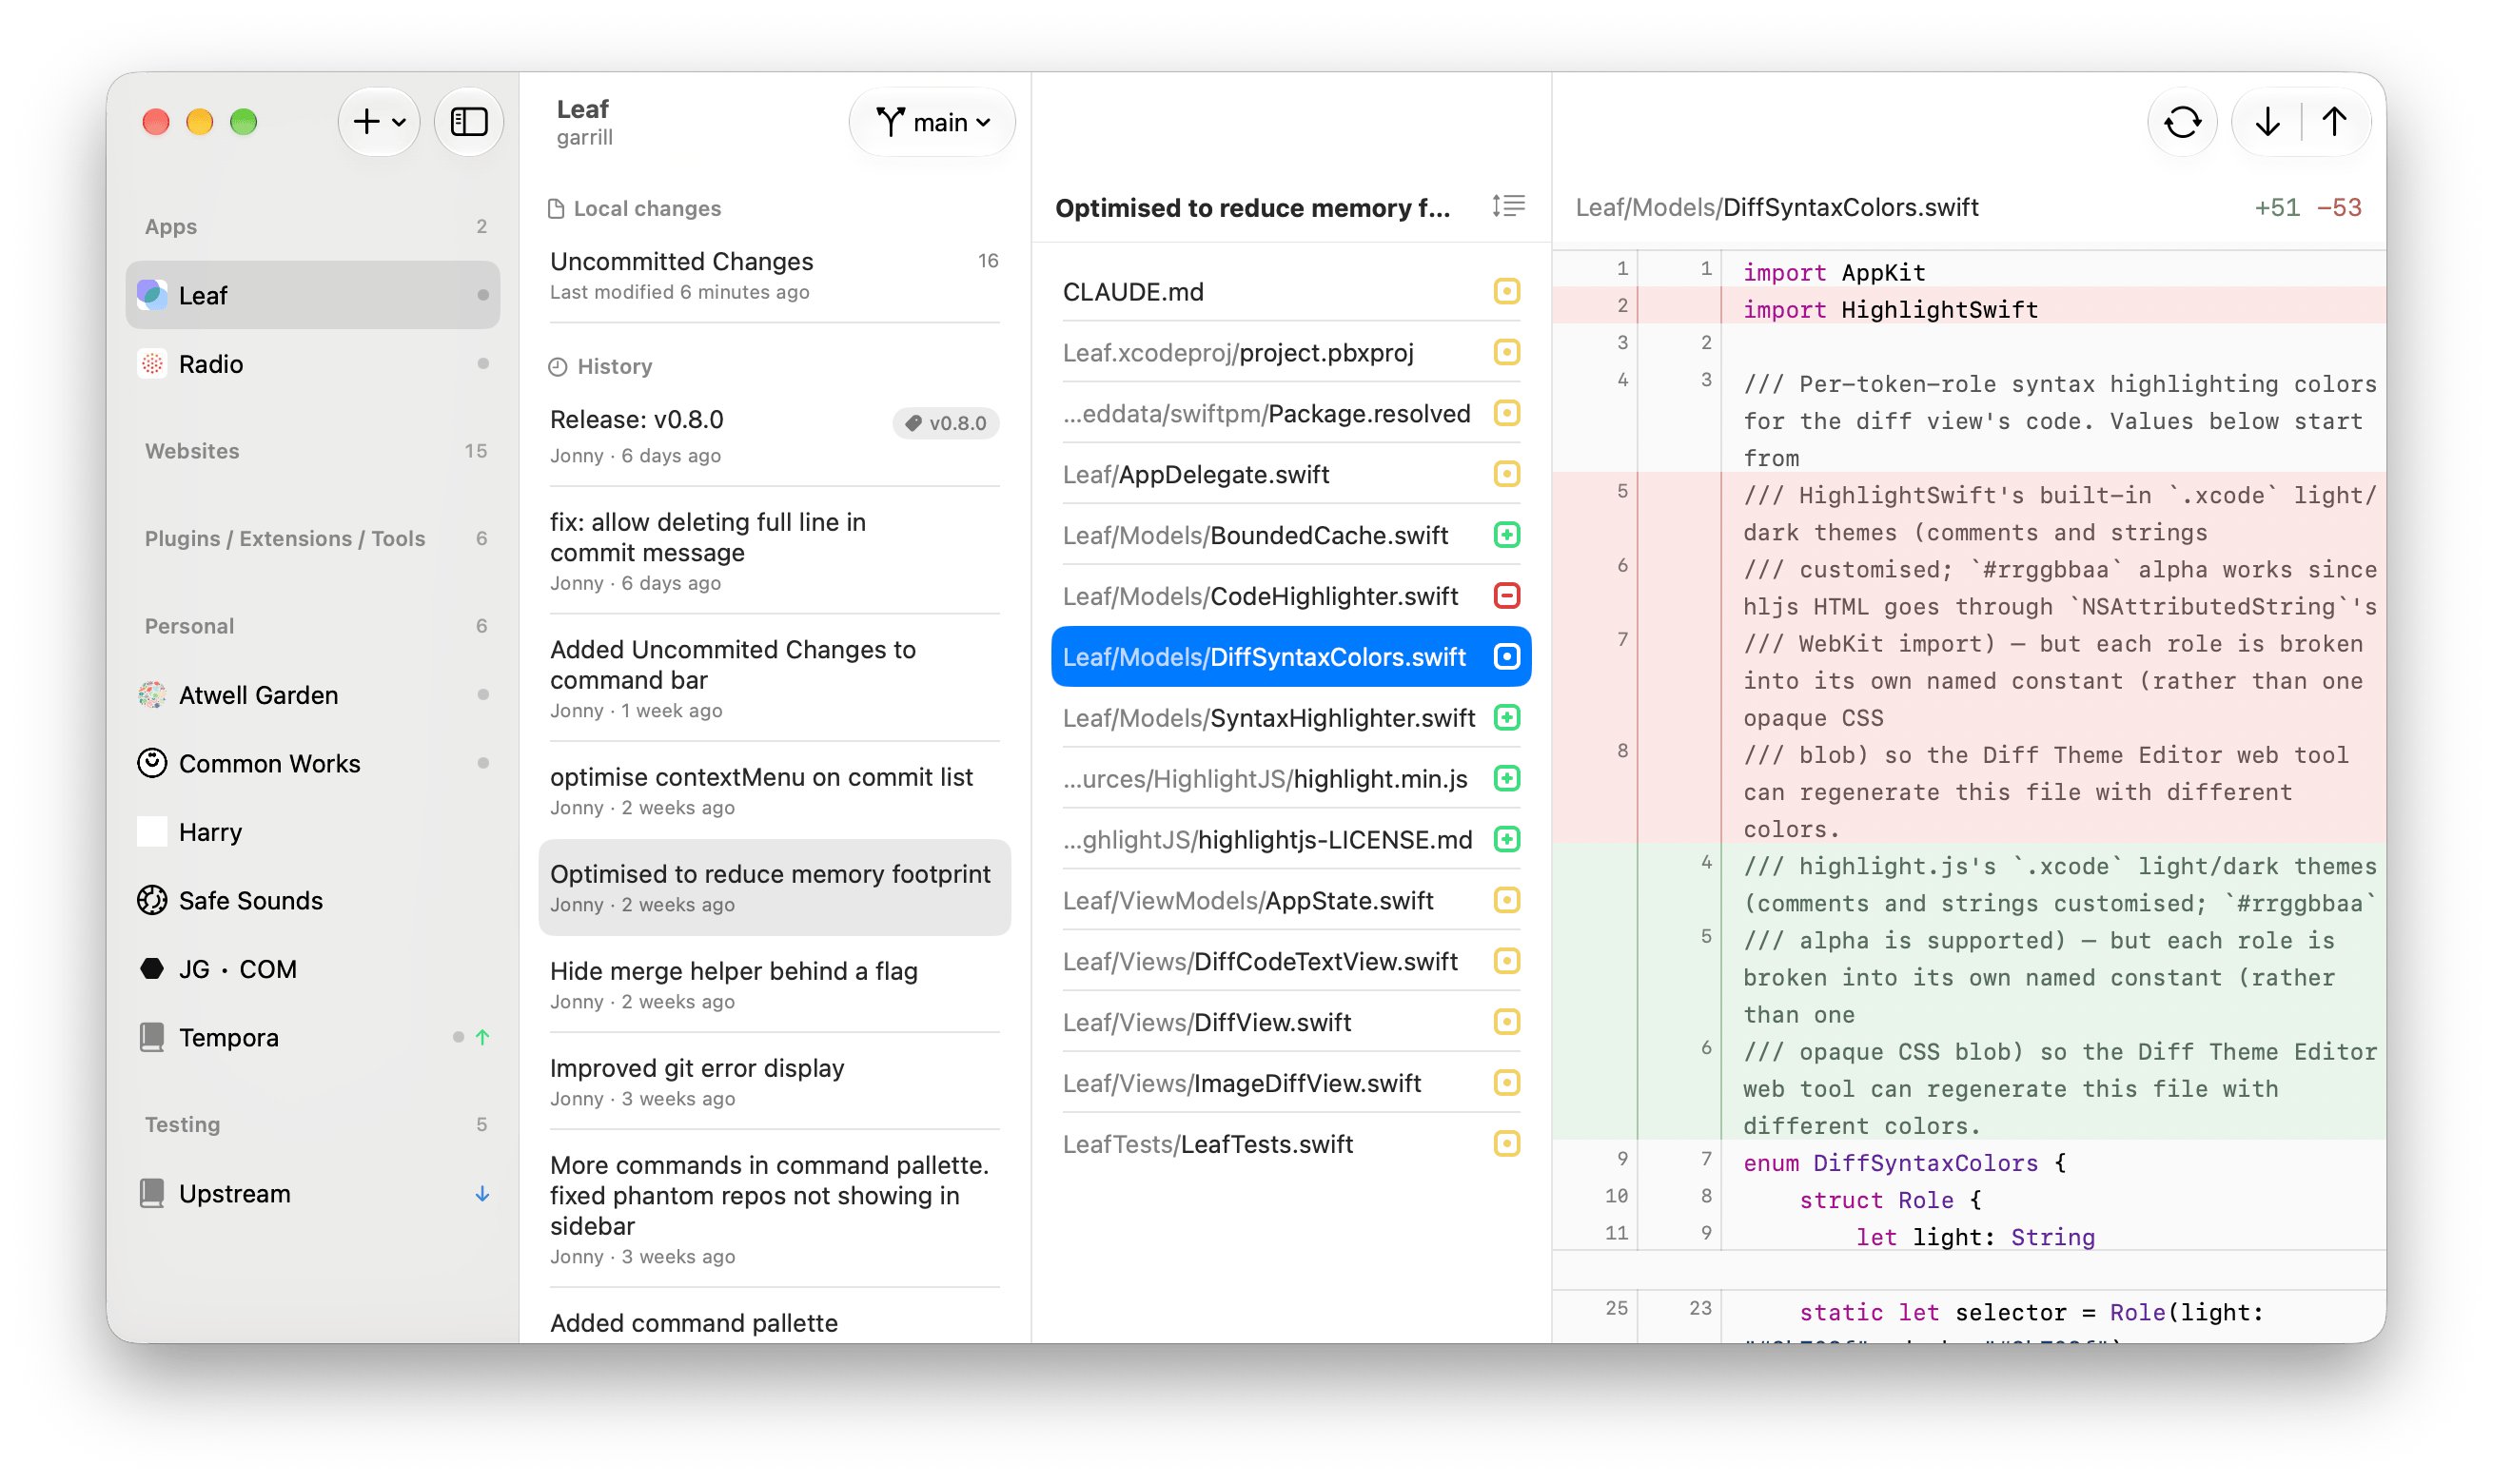 Apps 2
Leaf
Radio
Websites 15
Plugins / Extensions / Tools 6
Personal 6
Atwell Garden
Common Works
Harry
Safe Sounds
JG · COM
Tempora
Testing 5
Upstream
Leaf
garrill
main
Local changes
Uncommitted Changes 16
Last modified 6 minutes ago
History
Release: v0.8.0 v0.8.0
Jonny · 6 days ago
fix: allow deleting full line in
commit message
Jonny · 6 days ago
Added Uncommited Changes to
command bar
Jonny · 1 week ago
optimise contextMenu on commit list
Jonny · 2 weeks ago
Optimised to reduce memory footprint
Jonny · 2 weeks ago
Hide merge helper behind a flag
Jonny · 2 weeks ago
Improved git error display
Jonny · 3 weeks ago
More commands in command pallette.
fixed phantom repos not showing in
sidebar
Jonny · 3 weeks ago
Added command pallette
Optimised to reduce memory f...
CLAUDE.md
Leaf.xcodeproj/project.pbxproj
...eddata/swiftpm/Package.resolved
Leaf/AppDelegate.swift
Leaf/Models/BoundedCache.swift
Leaf/Models/CodeHighlighter.swift
Leaf/Models/DiffSyntaxColors.swift
Leaf/Models/SyntaxHighlighter.swift
...urces/HighlightJS/highlight.min.js
...ghlightJS/highlightjs-LICENSE.md
Leaf/ViewModels/AppState.swift
Leaf/Views/DiffCodeTextView.swift
Leaf/Views/DiffView.swift
Leaf/Views/ImageDiffView.swift
LeafTests/LeafTests.swift
Leaf/Models/DiffSyntaxColors.swift +51 −53
1 1 import AppKit
2 import HighlightSwift
3 2
4 3 /// Per-token-role syntax highlighting colors
for the diff view's code. Values below start
from
5 /// HighlightSwift's built-in `.xcode` light/
dark themes (comments and strings
6 /// customised; `#rrggbbaa` alpha works since
hljs HTML goes through `NSAttributedString`'s
7 /// WebKit import) — but each role is broken
into its own named constant (rather than one
opaque CSS
8 /// blob) so the Diff Theme Editor web tool
can regenerate this file with different
colors.
4 /// highlight.js's `.xcode` light/dark themes
(comments and strings customised; `#rrggbbaa`
5 /// alpha is supported) — but each role is
broken into its own named constant (rather
than one
6 /// opaque CSS blob) so the Diff Theme Editor
web tool can regenerate this file with
different colors.
9 7 enum DiffSyntaxColors {
10 8 struct Role {
11 9 let light: String
25 23 static let selector = Role(light: